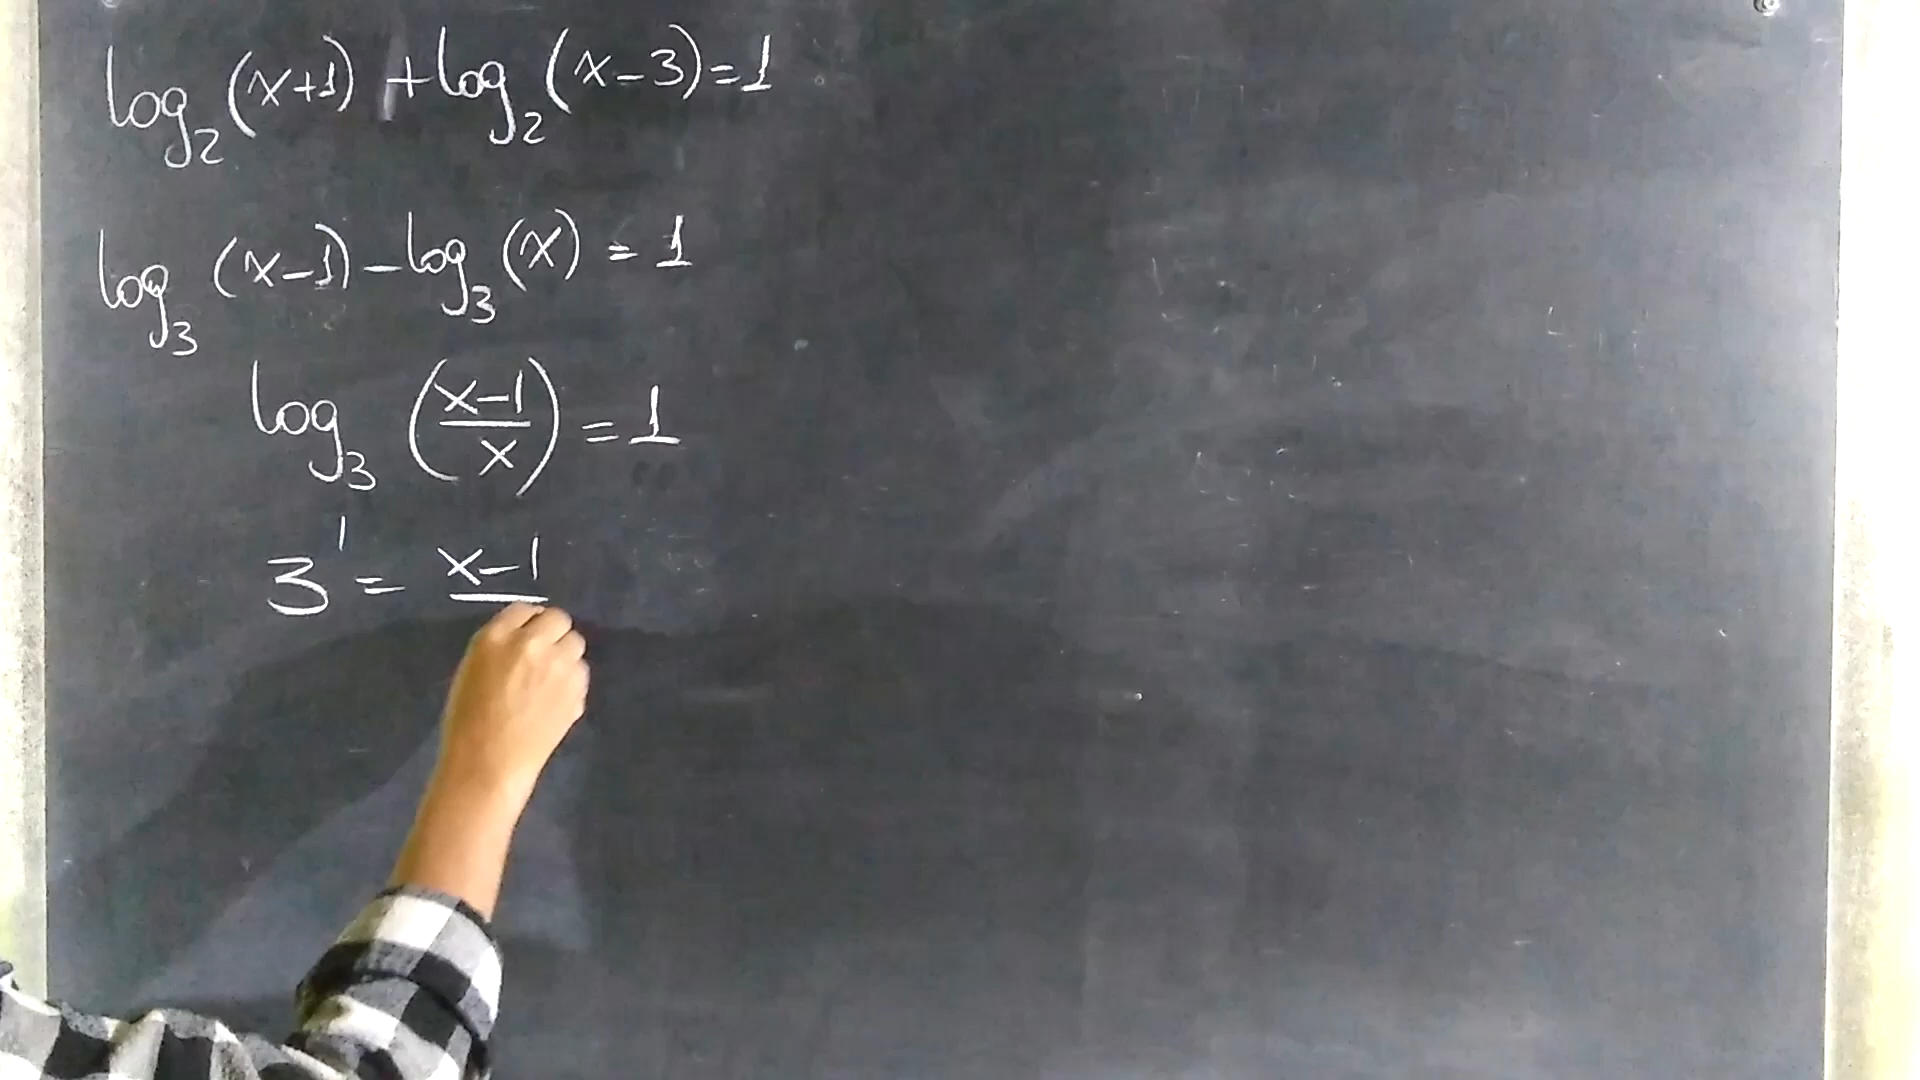 log₂(x+1) +log₂(x-3)=1
log₃(x-1)-log₃(x) = 1
log₃(x-1/x)=1
3¹ = x-1